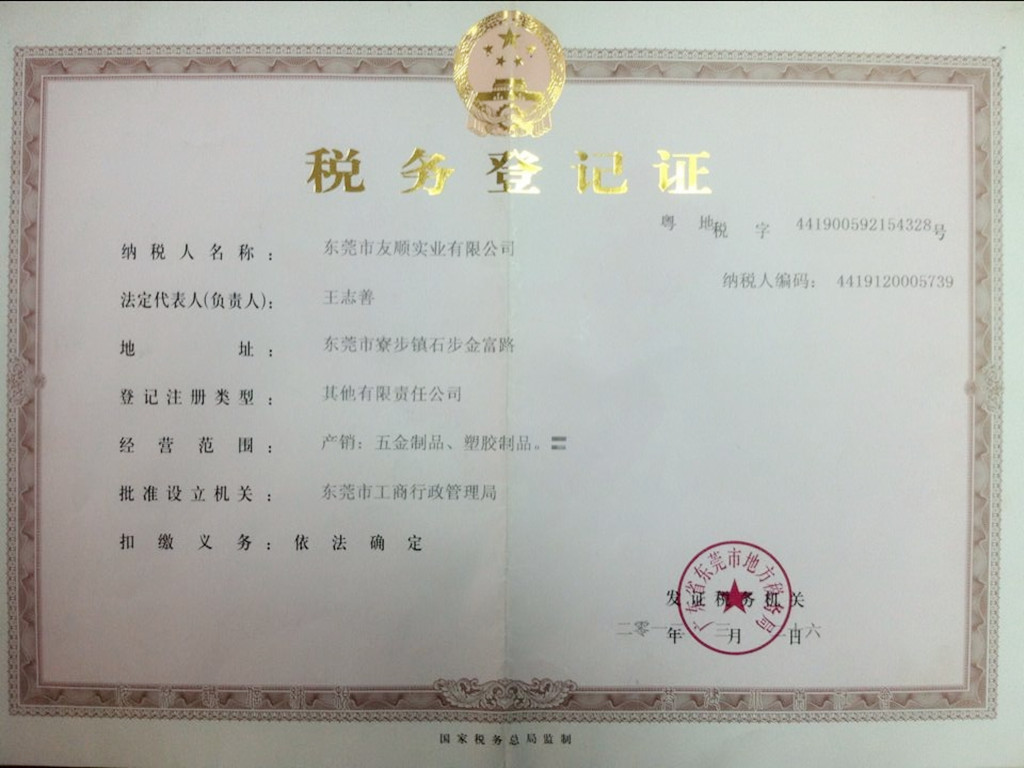 税务登记证
粤地税字441900592154328号
纳税人编码：4419120005739
纳税人名称：东莞市友顺实业有限公司
法定代表人(负责人)：王志善
地址：东莞市寮步镇石步金富路
登记注册类型：其他有限责任公司
经营范围：产销：五金制品、塑胶制品。
批准设立机关：东莞市工商行政管理局
扣缴义务：依法确定
广东省东莞市地方税务局
发证税务机关
年三月十六日
国家税务总局监制